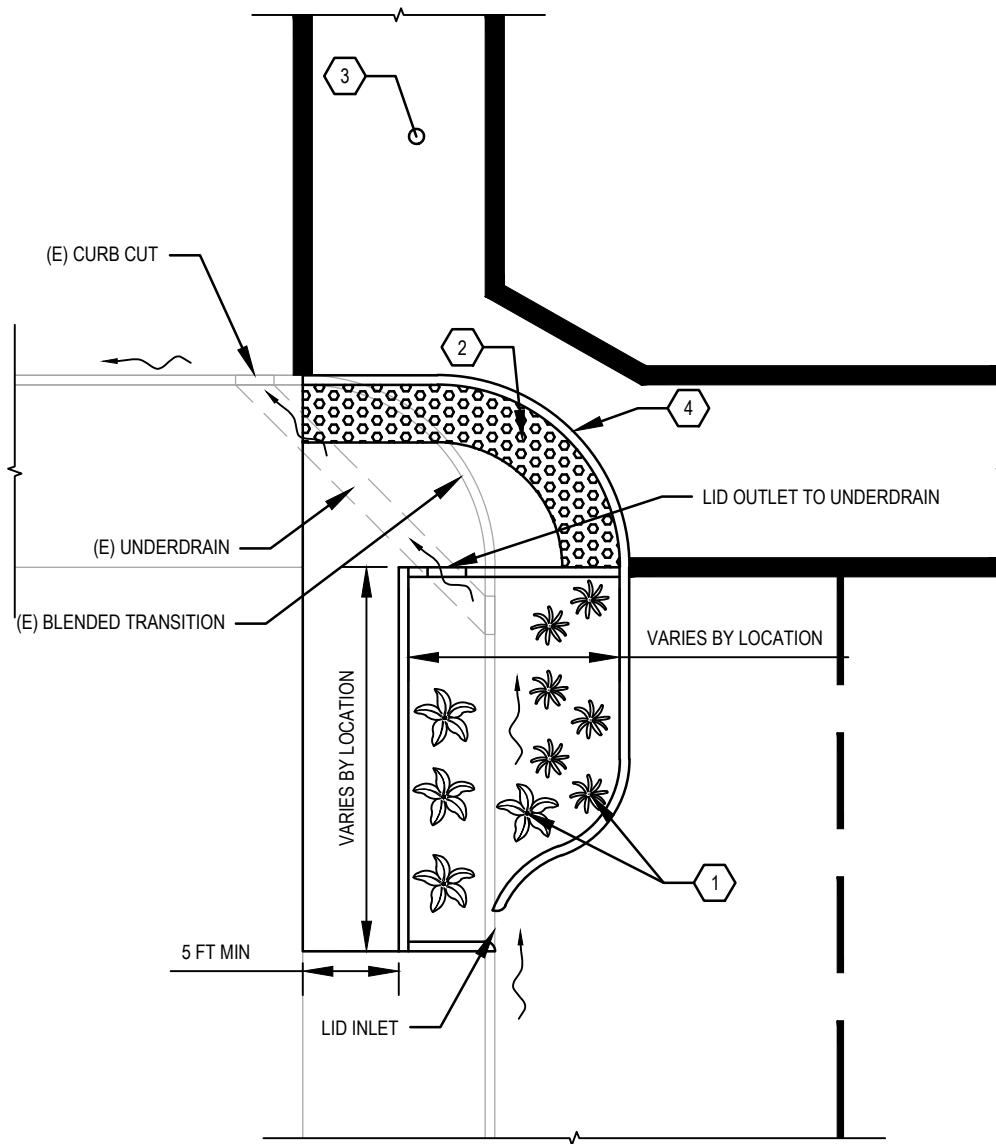 3
(E) CURB CUT
2
4
LID OUTLET TO UNDERDRAIN
(E) UNDERDRAIN
(E) BLENDED TRANSITION
VARIES BY LOCATION
VARIES BY LOCATION
1
5 FT MIN
LID INLET